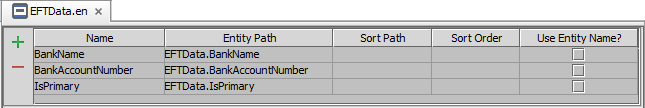 EFTData.en
Name Entity Path Sort Path Sort Order Use Entity Name?
BankName EFTData.BankName
BankAccountNumber EFTData.BankAccountNumber
IsPrimary EFTData.IsPrimary